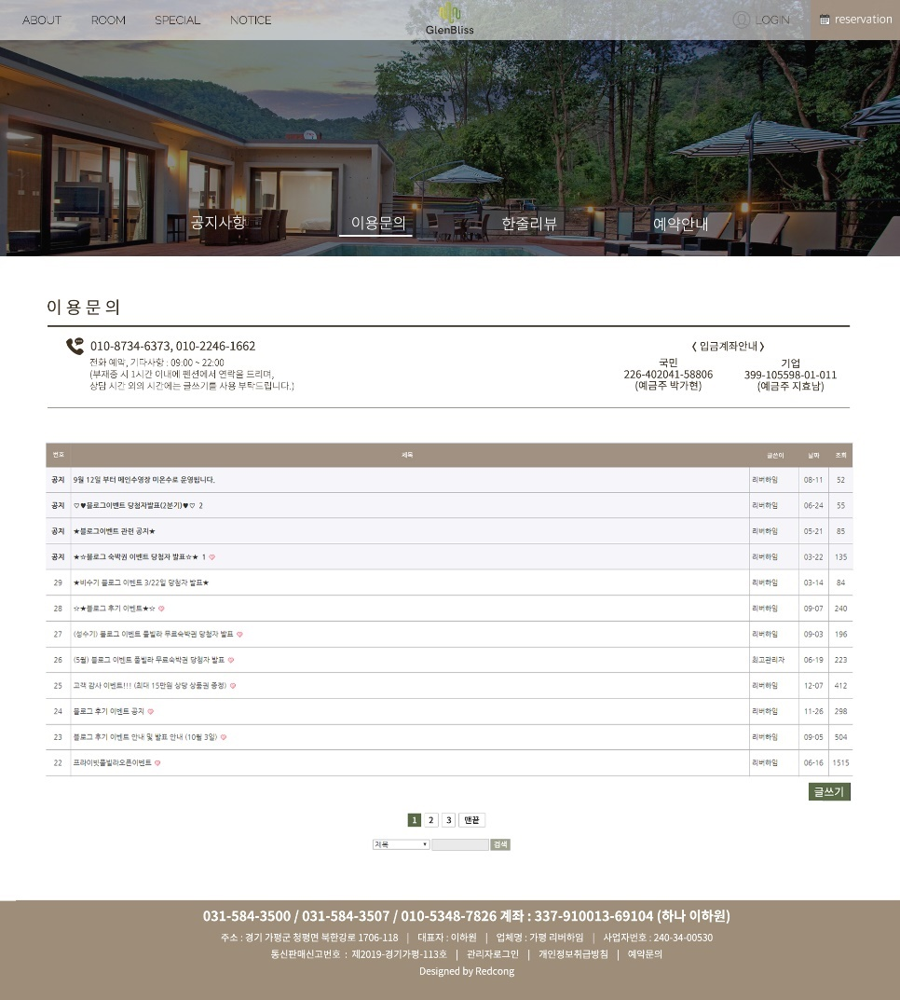 ABOUT ROOM SPECIAL NOTICE GlenBliss LOGIN reservation
공지사항 이용문의 한줄리뷰 예약안내
이용문의
010-8734-6373, 010-2246-1662
전화 예약, 기타사항 : 09:00 ~ 22:00
(부재중 시 1시간 이내에 펜션에서 연락을 드리며,
상담 시간 외의 시간에는 글쓰기를 사용 부탁드립니다.)
《 입금계좌안내 》
국민 기업
226-402041-58806 399-105598-01-011
(예금주 박가현) (예금주 지효남)
번호 제목 글쓴이 날짜 조회
공지 9월 12일 부터 메인수영장 미온수로 운영됩니다. 리버하임 08-11 52
공지 ♡♥블로그이벤트 당첨자발표(2분기)♥♡ 2 리버하임 06-24 55
공지 ★블로그이벤트 관련 공지★ 리버하임 05-21 85
공지 ★☆블로그 숙박권 이벤트 당첨자 발표☆★ 1 리버하임 03-22 135
29 ★비수기 블로그 이벤트 3/22일 당첨자 발표★ 리버하임 03-14 84
28 ☆★블로그 후기 이벤트★☆ 리버하임 09-07 240
27 (성수기) 블로그 이벤트 풀빌라 무료숙박권 당첨자 발표 리버하임 09-03 196
26 (5월) 블로그 이벤트 풀빌라 무료숙박권 당첨자 발표 최고관리자 06-19 223
25 고객 감사 이벤트!!! (최대 15만원 상당 상품권 증정) 리버하임 12-07 412
24 블로그 후기 이벤트 공지 리버하임 11-26 298
23 블로그 후기 이벤트 안내 및 발표 안내 (10월 3일) 리버하임 09-05 504
22 프라이빗풀빌라오픈이벤트 리버하임 06-16 1515
글쓰기
1 2 3 맨끝
제목 검색
031-584-3500 / 031-584-3507 / 010-5348-7826 계좌 : 337-910013-69104 (하나 이하원)
주소 : 경기 가평군 청평면 북한강로 1706-118 | 대표자 : 이하원 | 업체명 : 가평 리버하임 | 사업자번호 : 240-34-00530
통신판매신고번호 : 제2019-경기가평-113호 | 관리자로그인 | 개인정보취급방침 | 예약문의
Designed by Redcong